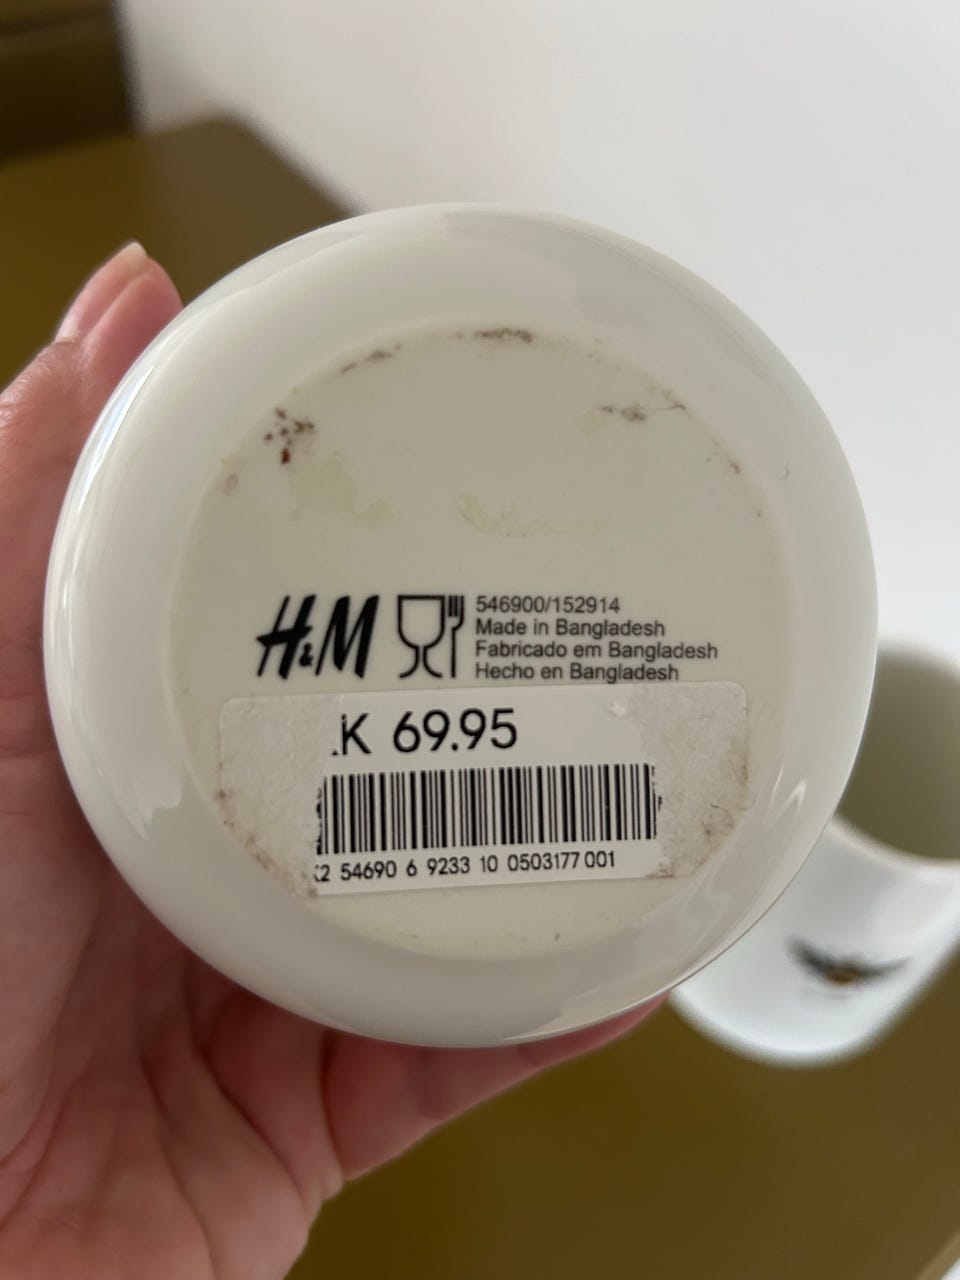 H&M
546900/152914
Made in Bangladesh
Fabricado em Bangladesh
Hecho en Bangladesh
K 69.95
2 54690 6 9233 10 0503177 001